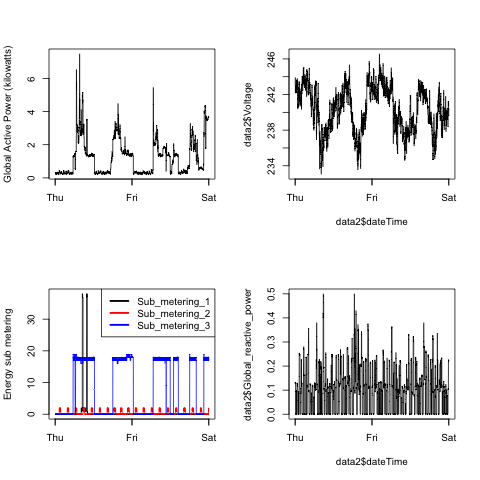 Global Active Power (kilowatts)
0 2 4 6
Thu Fri Sat
data2$Voltage
234 238 242 246
Thu Fri Sat
data2$dateTime
Energy sub metering
0 10 20 30
Sub_metering_1
Sub_metering_2
Sub_metering_3
Thu Fri Sat
data2$Global_reactive_power
0.0 0.1 0.2 0.3 0.4 0.5
Thu Fri Sat
data2$dateTime